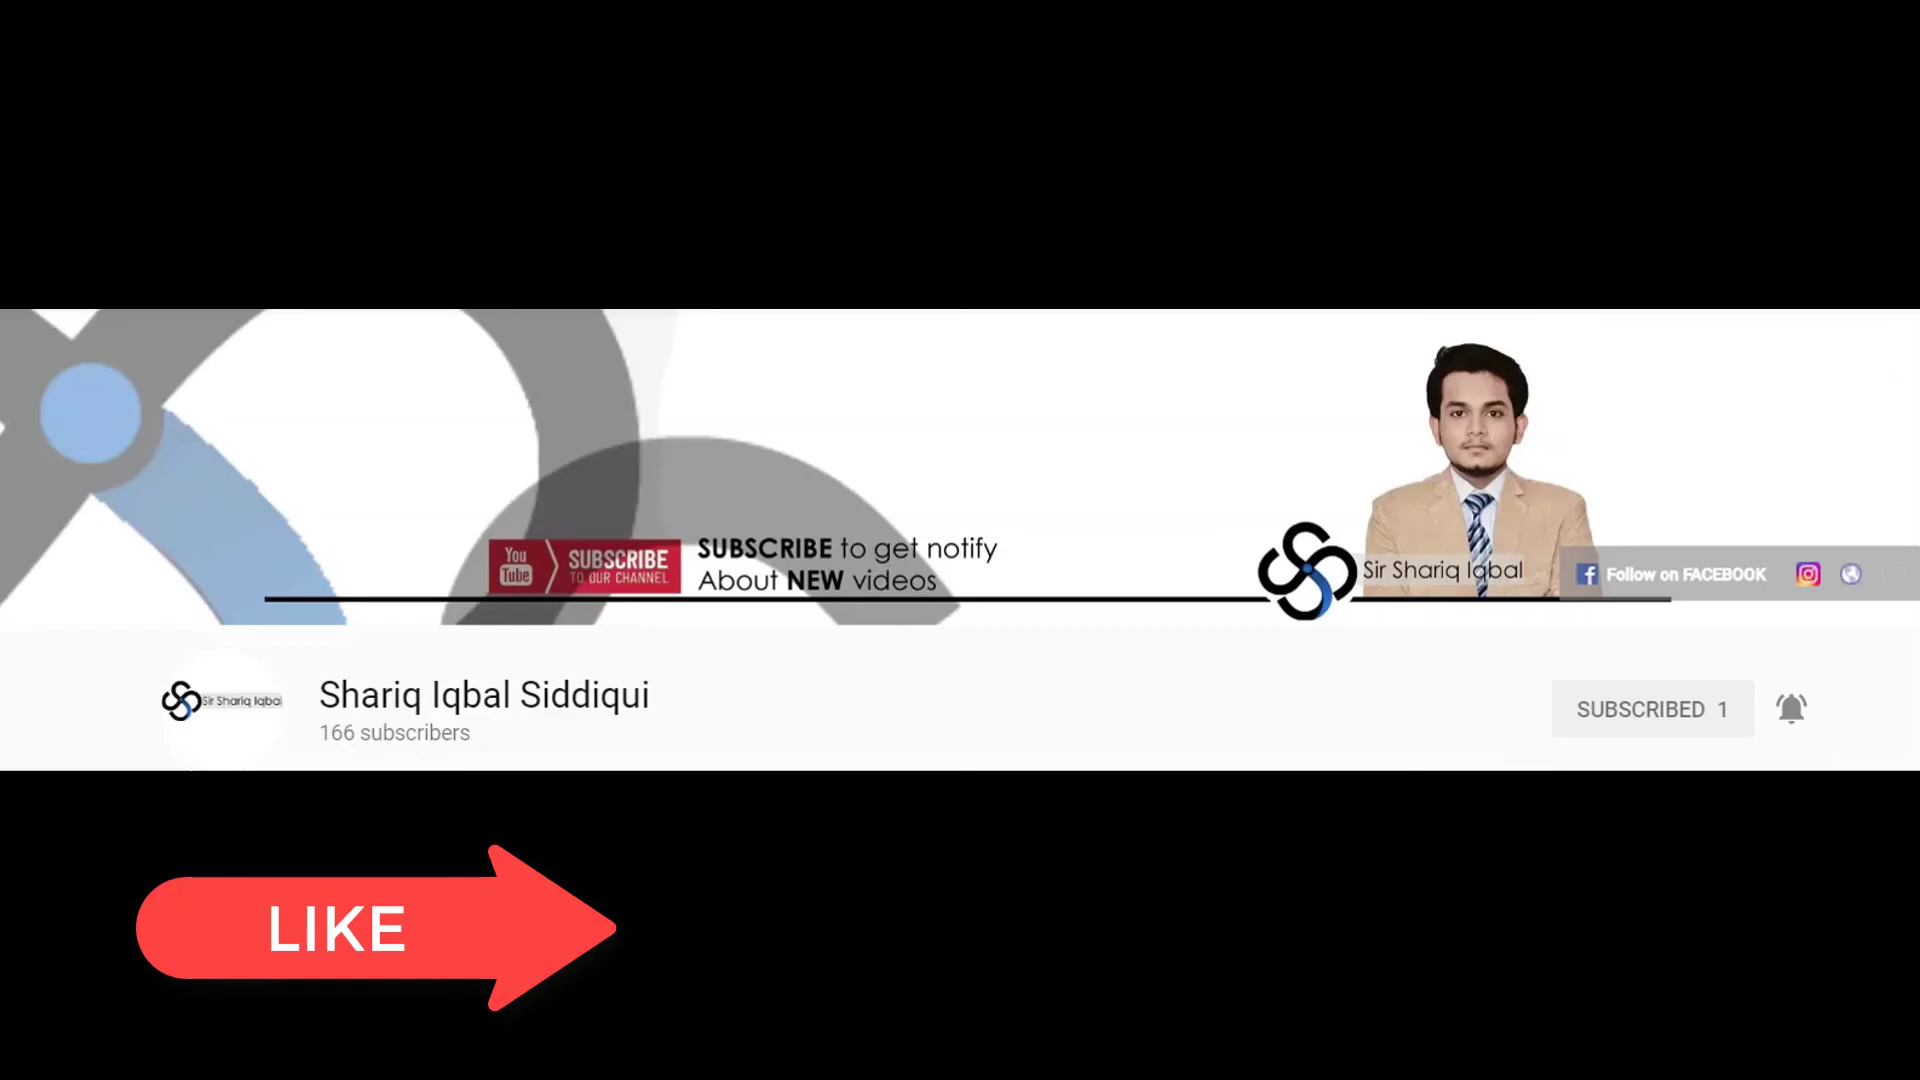 You
Tube
SUBSCRIBE
TO OUR CHANNEL
SUBSCRIBE to get notify
About NEW videos
Sir Shariq Iqbal
Follow on FACEBOOK
Sir Shariq Iqbal
Shariq Iqbal Siddiqui
166 subscribers
SUBSCRIBED 1
LIKE